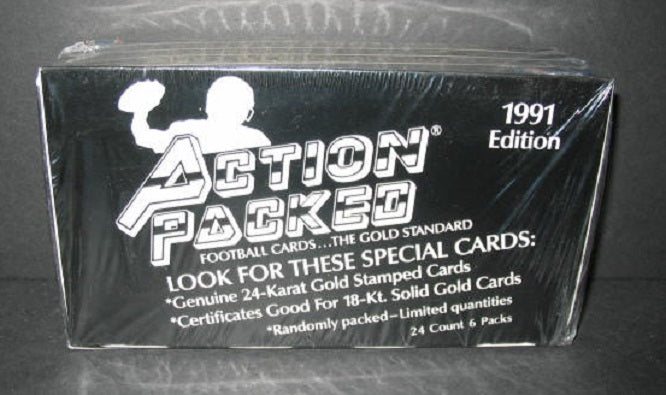 1991
Edition
ACTION®
PACKED
FOOTBALL CARDS...THE GOLD STANDARD
LOOK FOR THESE SPECIAL CARDS:
*Genuine 24-Karat Gold Stamped Cards
*Certificates Good For 18-Kt. Solid Gold Cards
*Randomly packed-Limited quantities
24 Count 6 Packs